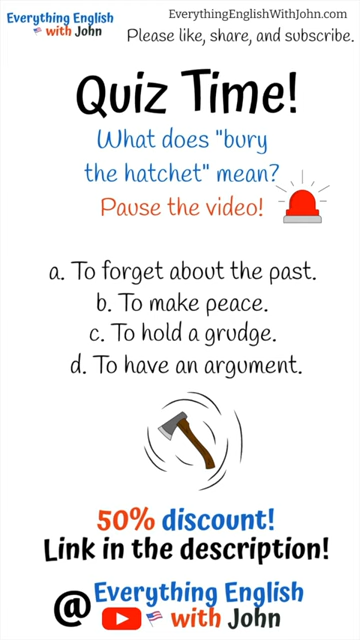 Everything English
with John
EverythingEnglishWithJohn.com
Please like, share, and subscribe.
Quiz Time!
What does "bury
the hatchet" mean?
Pause the video!
a. To forget about the past.
b. To make peace.
c. To hold a grudge.
d. To have an argument.
50% discount!
Link in the description!
@ Everything English
with John